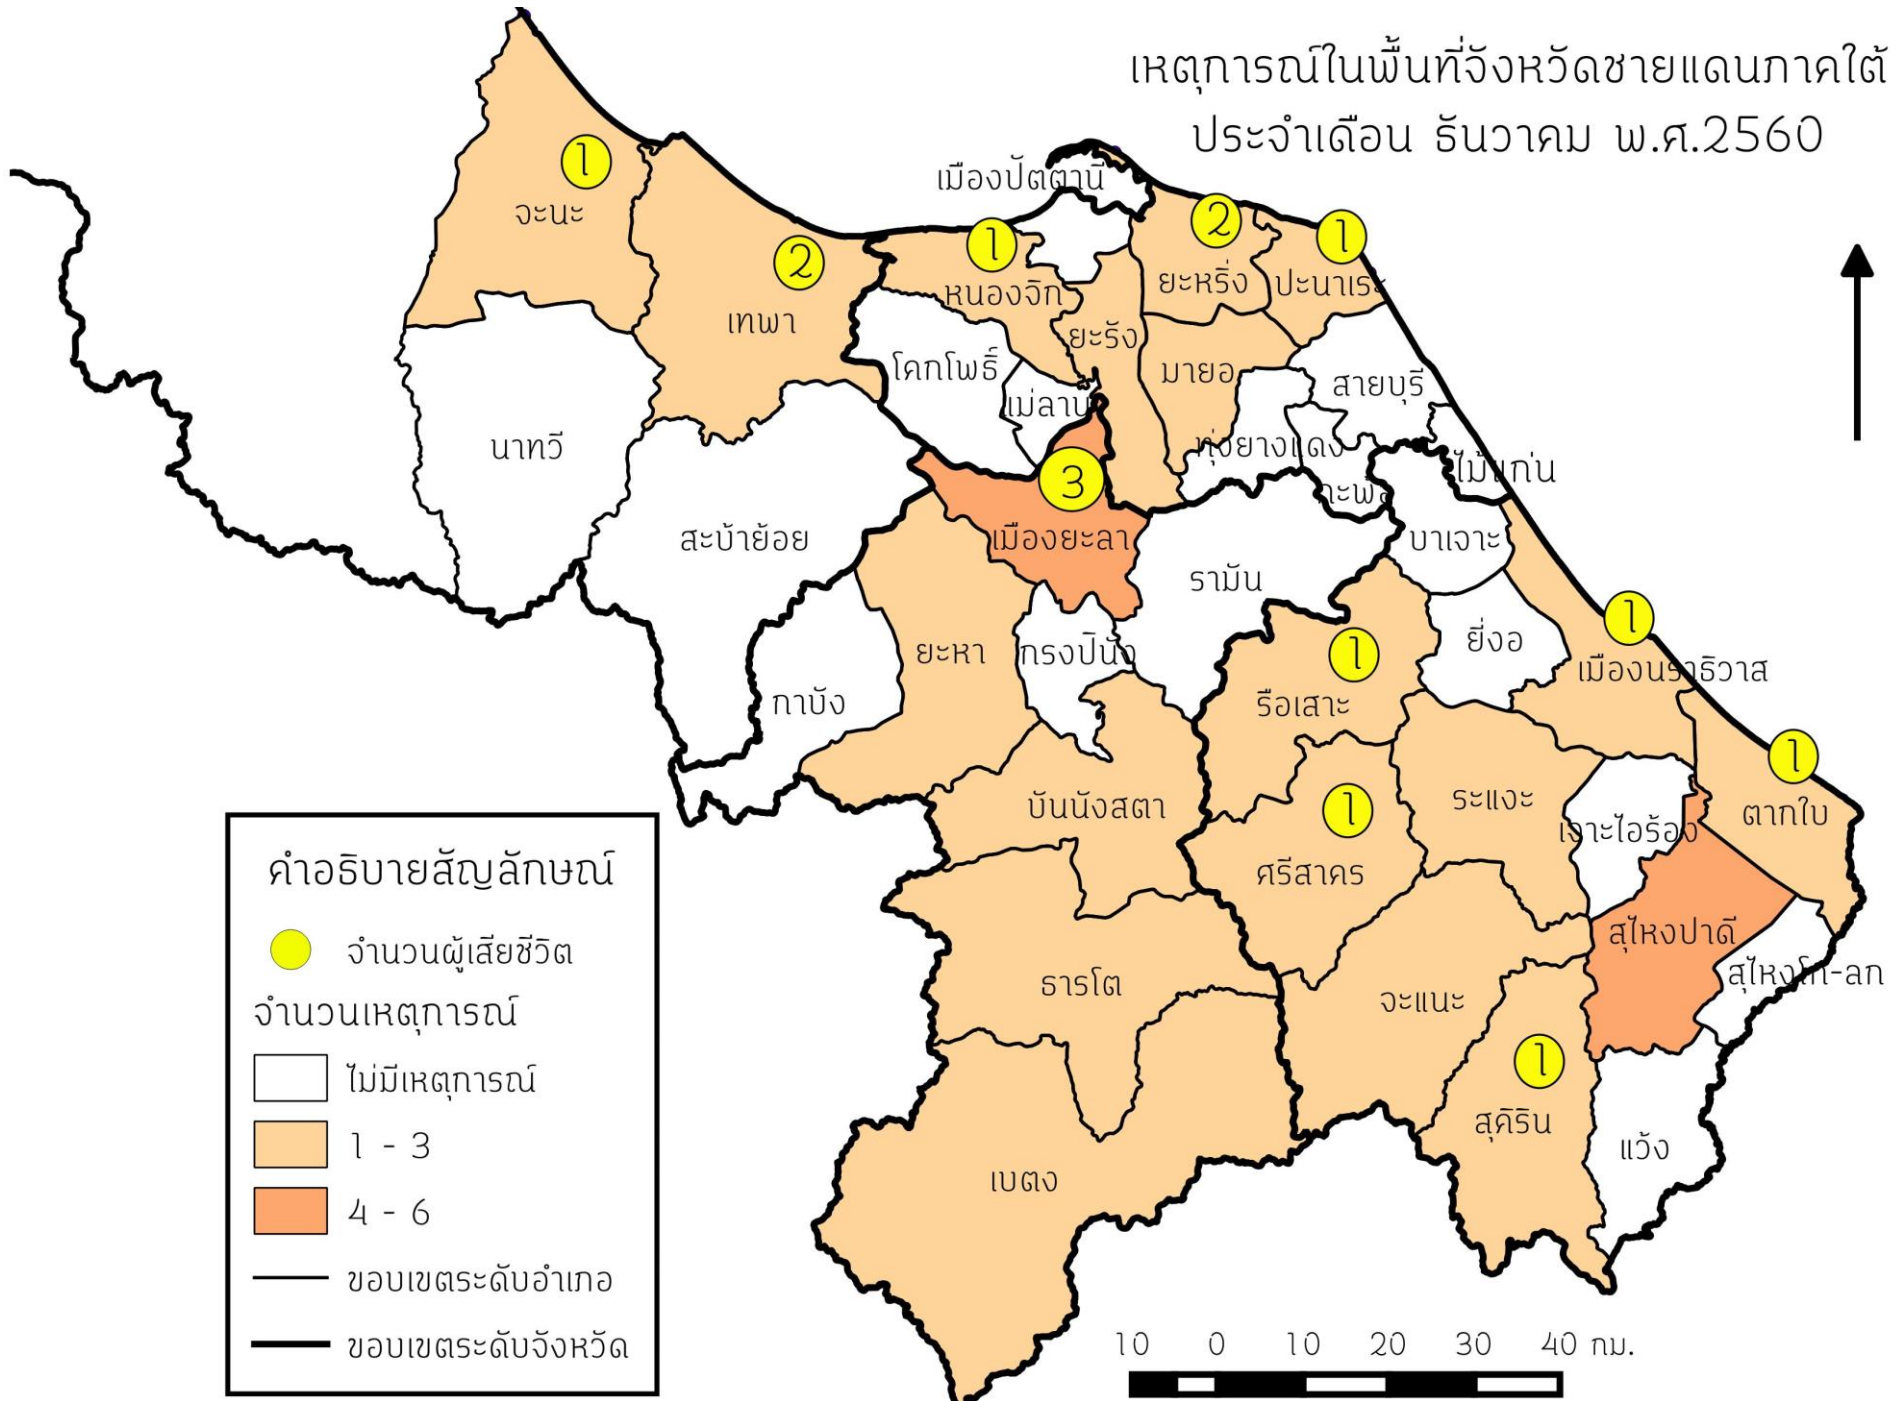 เหตุการณ์ในพื้นที่จังหวัดชายแดนภาคใต้
ประจำเดือน ธันวาคม พ.ศ.2560
1
จะนะ
2
เทพา
เมืองปัตตานี
1
หนองจิก
2
ยะหริ่ง
1
ปะนาเระ
ยะรัง
โคกโพธิ์
แม่ลาน
มายอ
สายบุรี
ทุ่งยางแดง
กะพ้อ
ไม้แก่น
นาทวี
สะบ้าย้อย
3
เมืองยะลา
บาเจาะ
รามัน
ยะหา
กรงปินัง
กาบัง
1
รือเสาะ
ยี่งอ
1
เมืองนราธิวาส
1
ตากใบ
บันนังสตา
1
ศรีสาคร
ระแงะ
เจาะไอร้อง
สุไหงปาดี
สุไหงโก-ลก
ธารโต
จะแนะ
1
สุคิริน
แว้ง
เบตง
คำอธิบายสัญลักษณ์
จำนวนผู้เสียชีวิต
จำนวนเหตุการณ์
ไม่มีเหตุการณ์
1 - 3
4 - 6
ขอบเขตระดับอำเภอ
ขอบเขตระดับจังหวัด
10 0 10 20 30 40 กม.